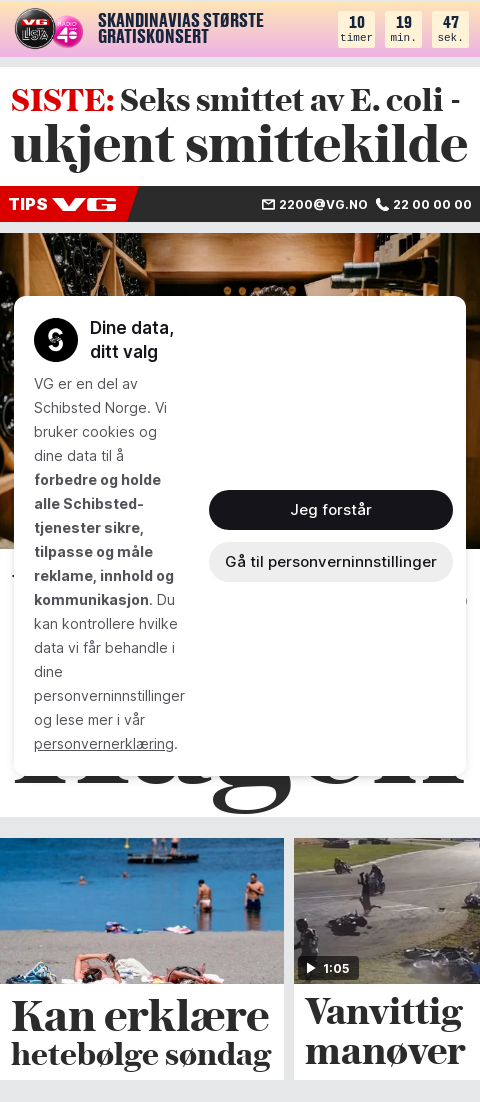 VG
LISTA
RADIO
40
SKANDINAVIAS STØRSTE
GRATISKONSERT
10
timer
19
min.
47
sek.
SISTE: Seks smittet av E. coli -
ukjent smittekilde
TIPS VG
2200@VG.NO
22 00 00 00
Dine data,
ditt valg
VG er en del av
Schibsted Norge. Vi
bruker cookies og
dine data til å
forbedre og holde
alle Schibsted-
tjenester sikre,
tilpasse og måle
reklame, innhold og
kommunikasjon. Du
kan kontrollere hvilke
data vi får behandle i
dine
personverninnstillinger
og lese mer i vår
personvernerklæring.
Jeg forstår
Gå til personverninnstillinger
1:05
Kan erklære
hetebølge søndag
Vanvittig
manøver